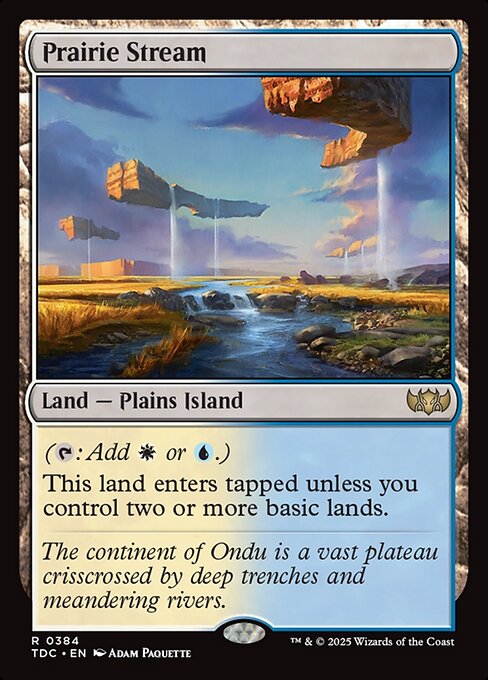 Prairie Stream
Land — Plains Island
(: Add or .)
This land enters tapped unless you
control two or more basic lands.
The continent of Ondu is a vast plateau
crisscrossed by deep trenches and
meandering rivers.
R 0384
TDC • EN Adam Paquette
™ & © 2025 Wizards of the Coast